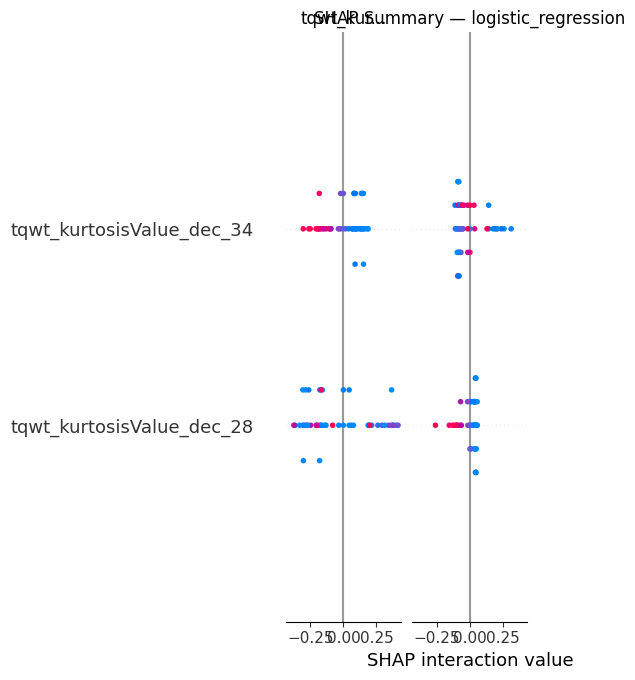 tqwt_kur...
SHAP Summary — logistic_regression
tqwt_kurtosisValue_dec_34
tqwt_kurtosisValue_dec_28
−0.25 0.00 0.25 −0.25 0.00 0.25
SHAP interaction value